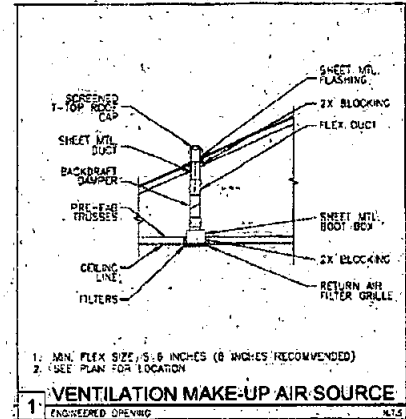 SCREENED
T-TOP ROOF
CAP
SHEET MTL.
DUCT
BACKDRAFT
DAMPER
PRE-FAB
TRUSSES
CEILING
LINE
FILTERS
SHEET MTL.
FLASHING
2X BLOCKING
FLEX DUCT
SHEET MTL.
BOOT BOX
2X BLOCKING
RETURN AIR
FILTER GRILLE
1. MIN. FLEX SIZE IS 6 INCHES (8 INCHES RECOMMENDED)
2. SEE PLAN FOR LOCATION
1 VENTILATION MAKE-UP AIR SOURCE
ENGINEERED OPENING N.T.S